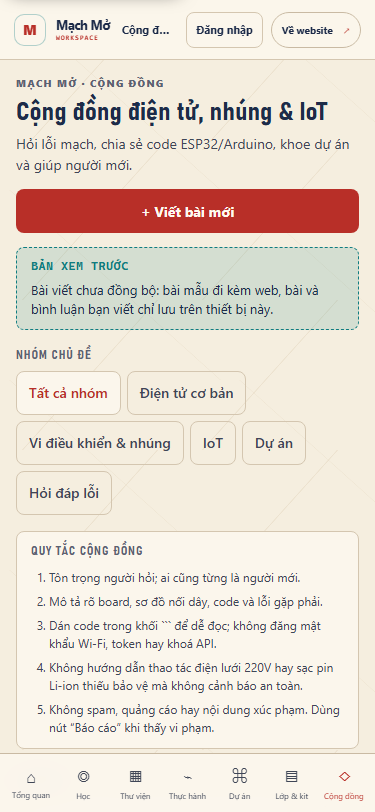 M
Mạch Mở
WORKSPACE
Cộng đ...
Đăng nhập
Về website ↗
MẠCH MỞ · CỘNG ĐỒNG
Cộng đồng điện tử, nhúng & IoT
Hỏi lỗi mạch, chia sẻ code ESP32/Arduino, khoe dự án
và giúp người mới.
+ Viết bài mới
BẢN XEM TRƯỚC
Bài viết chưa đồng bộ: bài mẫu đi kèm web, bài và
bình luận bạn viết chỉ lưu trên thiết bị này.
NHÓM CHỦ ĐỀ
Tất cả nhóm
Điện tử cơ bản
Vi điều khiển & nhúng
IoT
Dự án
Hỏi đáp lỗi
QUY TẮC CỘNG ĐỒNG
1. Tôn trọng người hỏi; ai cũng từng là người mới.
2. Mô tả rõ board, sơ đồ nối dây, code và lỗi gặp phải.
3. Dán code trong khối ``` để dễ đọc; không đăng mật
khẩu Wi-Fi, token hay khoá API.
4. Không hướng dẫn thao tác điện lưới 220V hay sạc pin
Li-ion thiếu bảo vệ mà không cảnh báo an toàn.
5. Không spam, quảng cáo hay nội dung xúc phạm. Dùng
nút “Báo cáo” khi thấy vi phạm.
Tổng quan
Học
Thư viện
Thực hành
Dự án
Lớp & kit
Cộng đồng